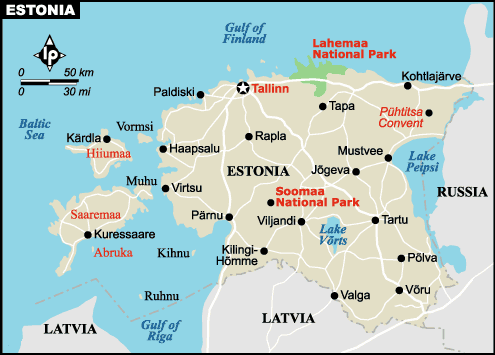 ESTONIA
lp
0 50 km
0 30 mi
Gulf of
Finland
Lahemaa
National Park
Tallinn
Paldiski
Kohtlajärve
Tapa
Pühtitsa
Convent
Baltic
Sea
Vormsi
Kärdla
Hiiumaa
Haapsalu
Rapla
Mustvee
Lake
Peipsi
ESTONIA
Jõgeva
RUSSIA
Muhu
Virtsu
Soomaa
National Park
Saaremaa
Pärnu
Viljandi
Tartu
Kuressaare
Lake
Võrts
Abruka
Kihnu
Kilingi-
Hõmme
Põlva
Ruhnu
Valga
Võru
LATVIA
Gulf of
Riga
LATVIA